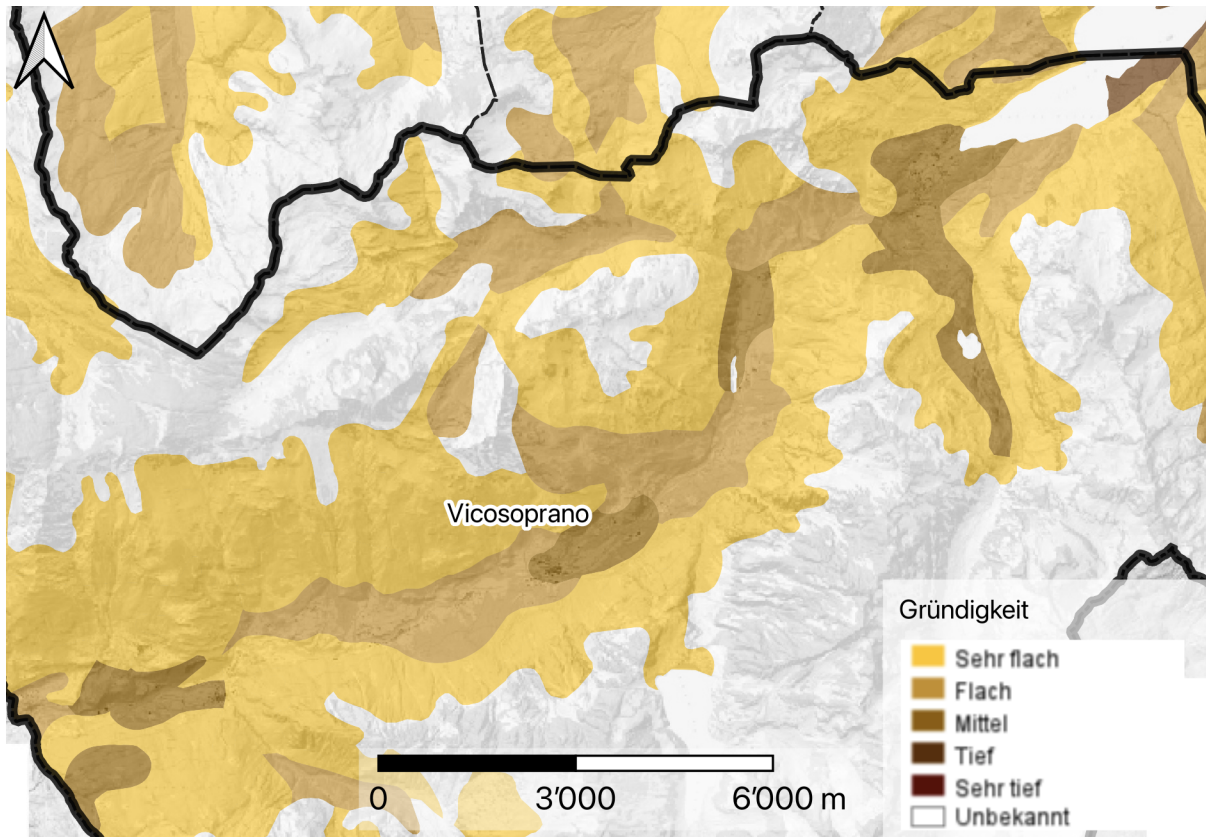 Vicosoprano
Gründigkeit
Sehr flach
Flach
Mittel
Tief
Sehr tief
Unbekannt
0 3'000 6'000 m